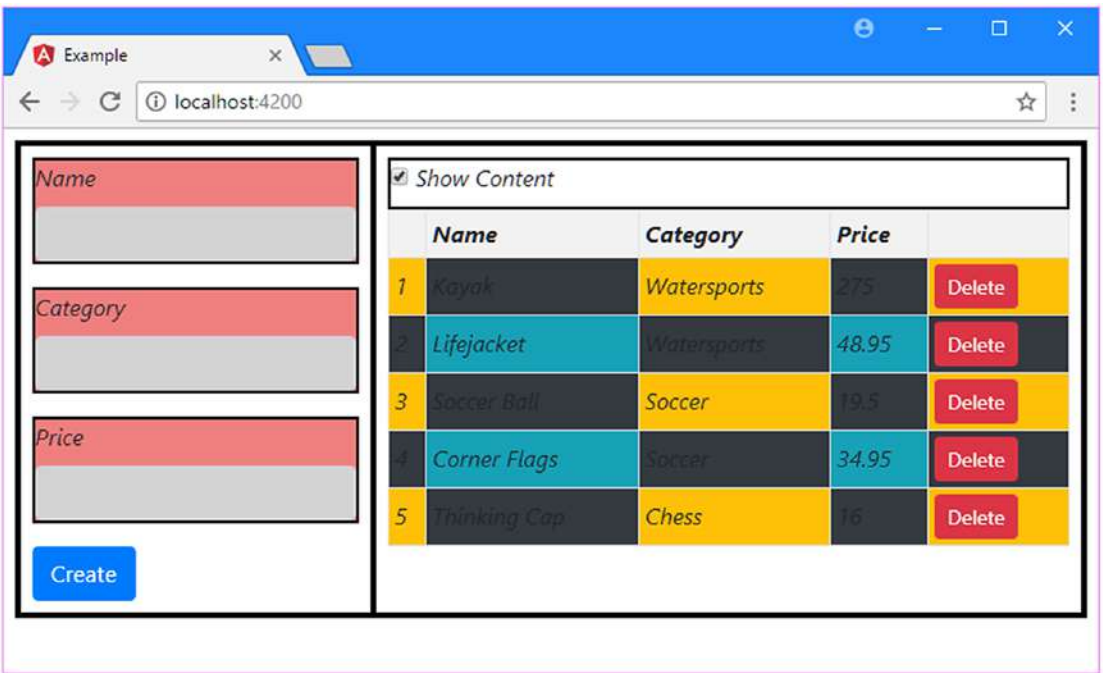 Example
localhost:4200
Name
Category
Price
Create
Show Content
Name Category Price
1 Kayak Watersports 275 Delete
2 Lifejacket Watersports 48.95 Delete
3 Soccer Ball Soccer 19.5 Delete
4 Corner Flags Soccer 34.95 Delete
5 Thinking Cap Chess 16 Delete